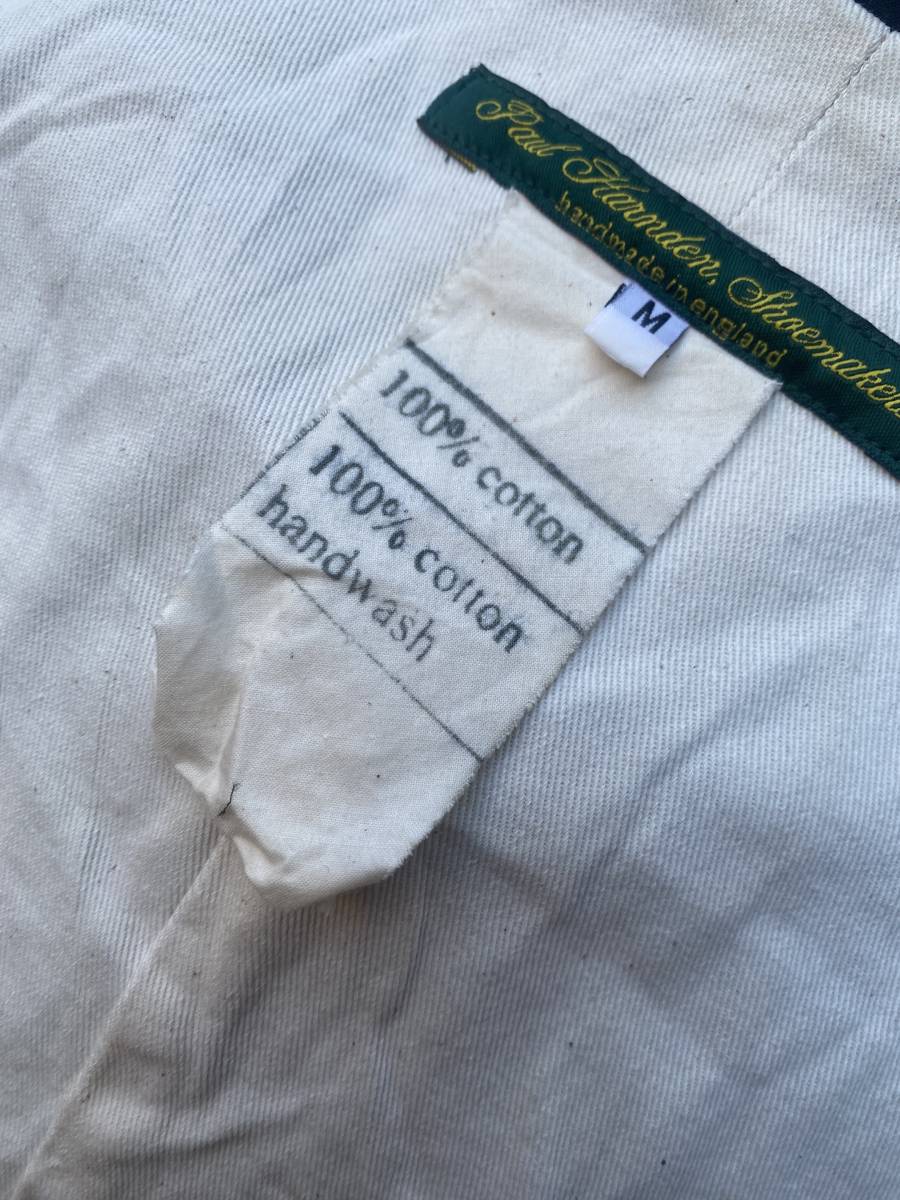 Paul Harnden, Shoemakers
handmade in england
M
100% cotton
100% cotton
handwash